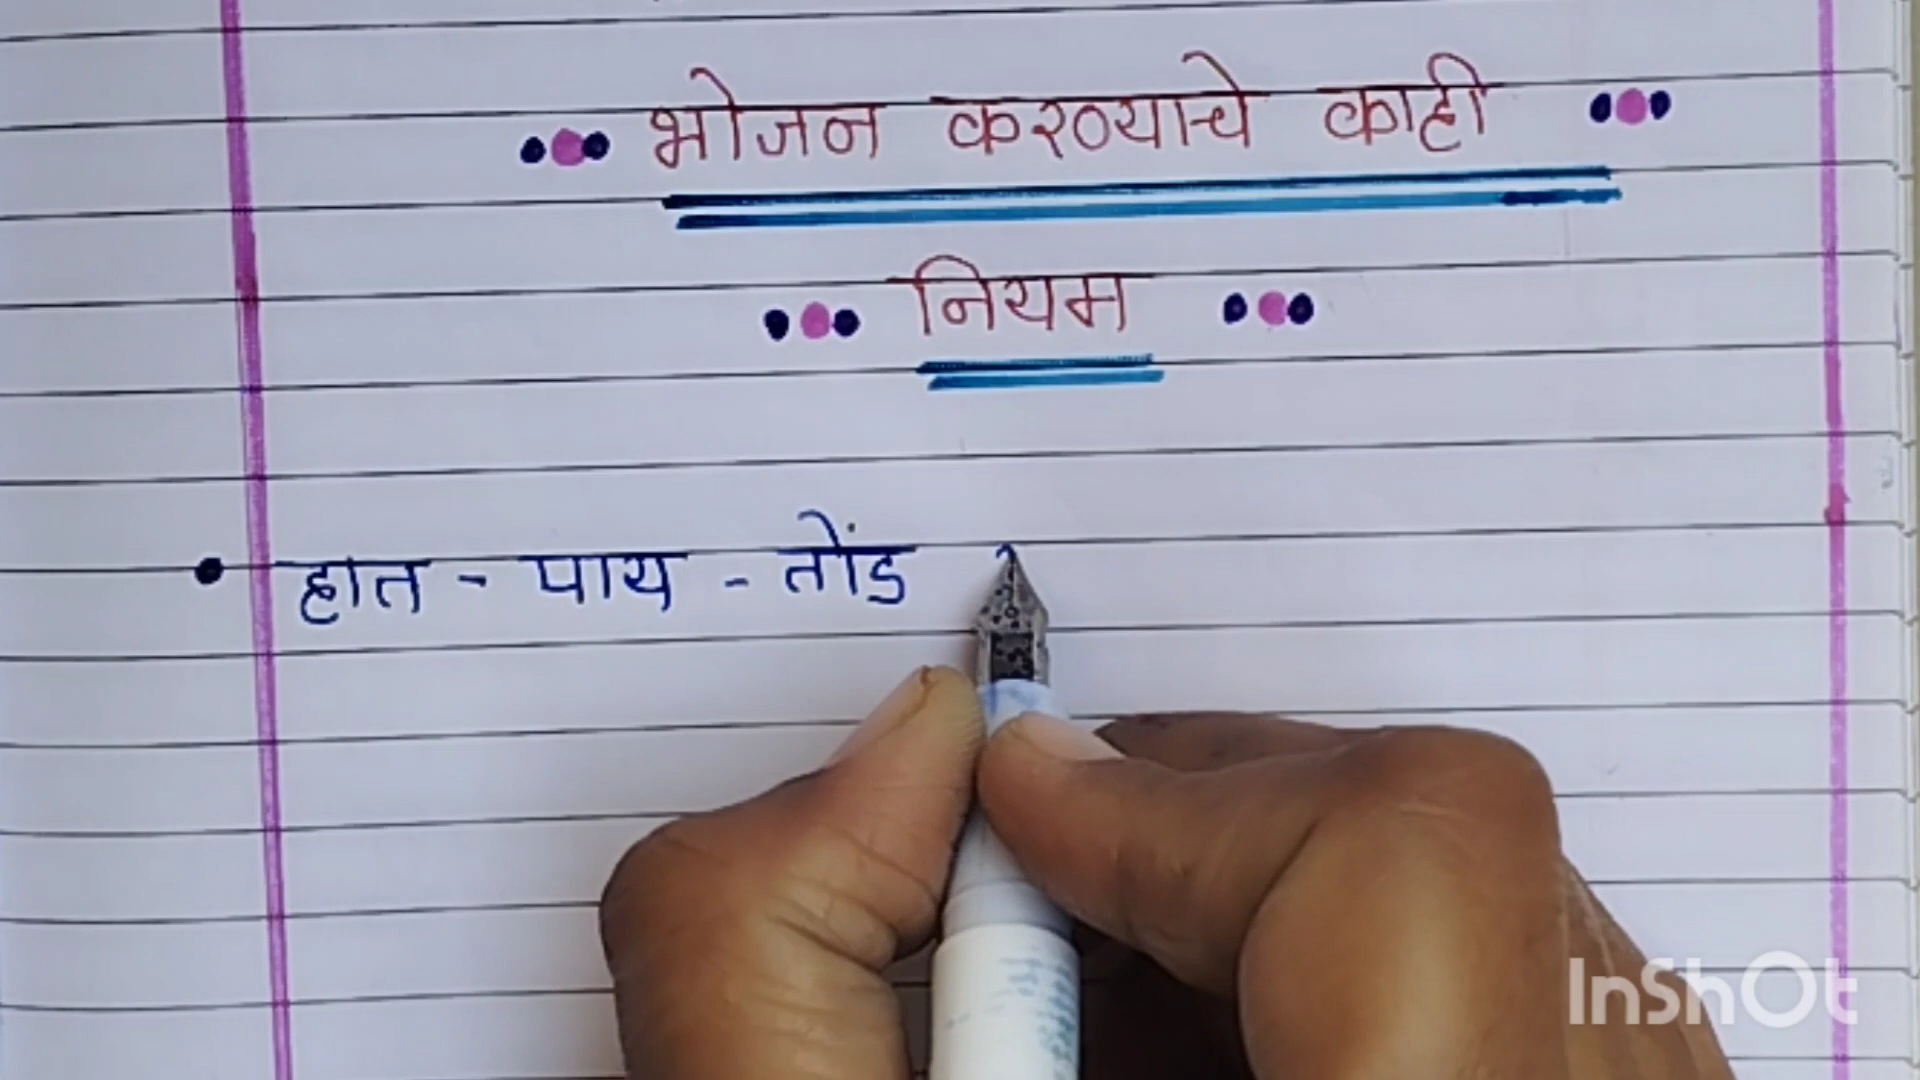 भोजन करण्याचे काही
नियम
• हात - पाय - तोंड
InShot